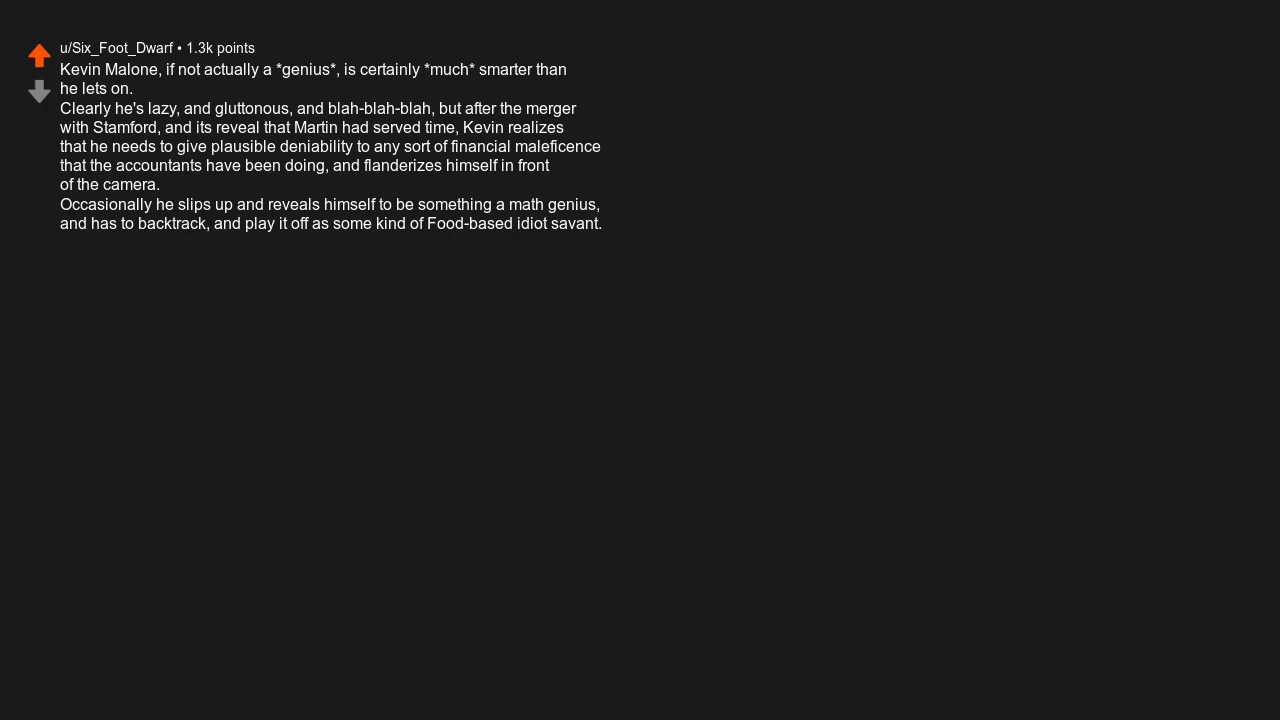 u/Six_Foot_Dwarf • 1.3k points
Kevin Malone, if not actually a *genius*, is certainly *much* smarter than
he lets on.
Clearly he's lazy, and gluttonous, and blah-blah-blah, but after the merger
with Stamford, and its reveal that Martin had served time, Kevin realizes
that he needs to give plausible deniability to any sort of financial maleficence
that the accountants have been doing, and flanderizes himself in front
of the camera.
Occasionally he slips up and reveals himself to be something a math genius,
and has to backtrack, and play it off as some kind of Food-based idiot savant.